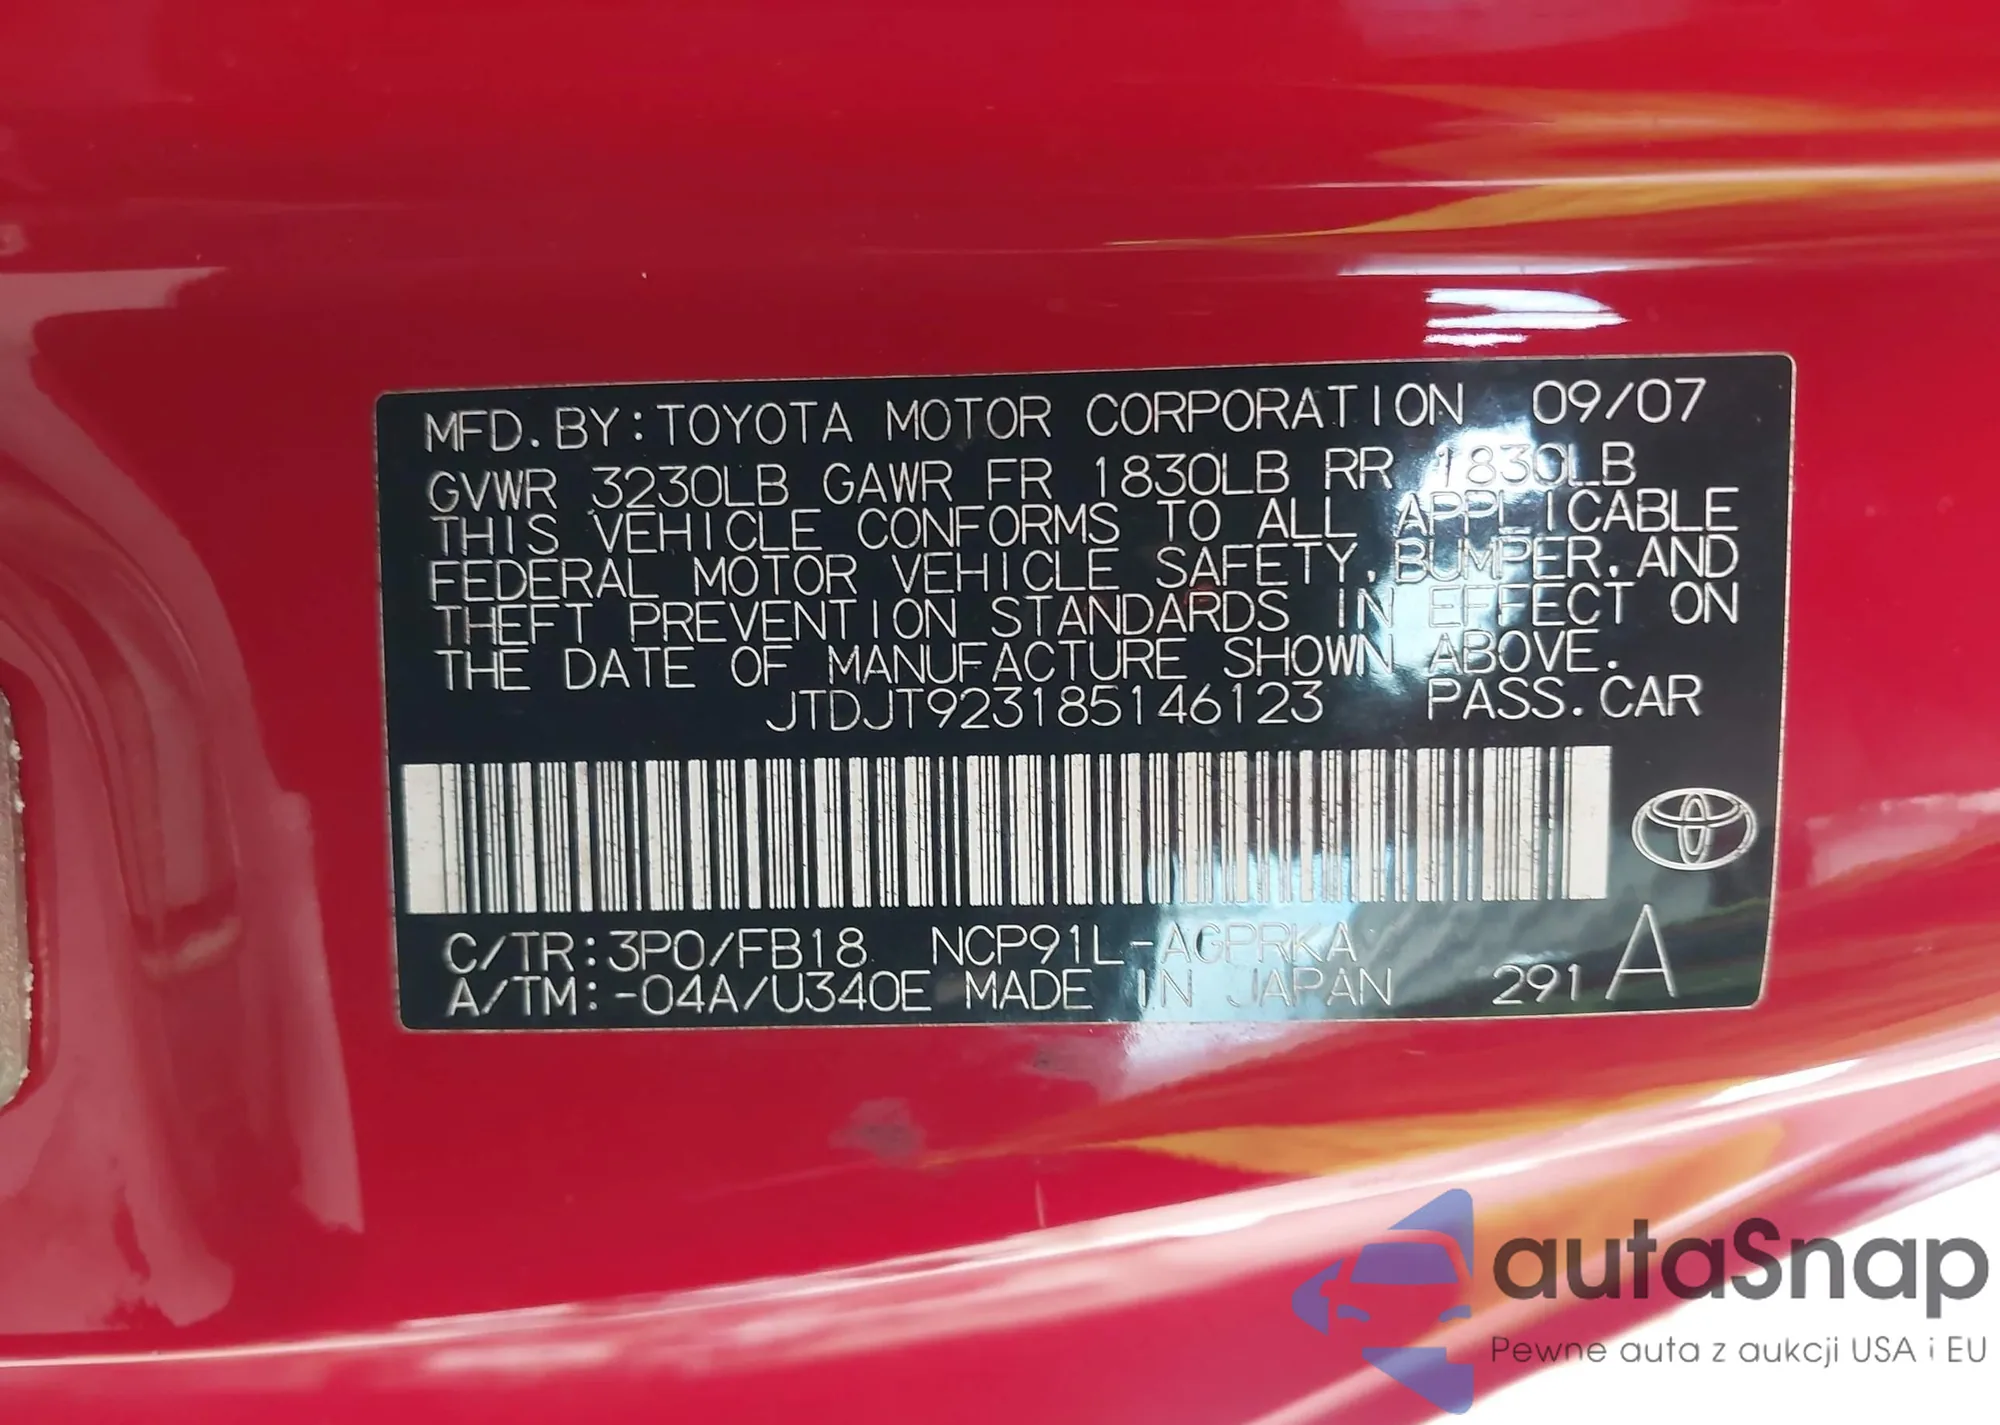 MFD. BY: TOYOTA MOTOR CORPORATION 09/07
GVWR 3230LB GAWR FR 1830LB RR 1830LB
THIS VEHICLE CONFORMS TO ALL APPLICABLE
FEDERAL MOTOR VEHICLE SAFETY, BUMPER, AND
THEFT PREVENTION STANDARDS IN EFFECT ON
THE DATE OF MANUFACTURE SHOWN ABOVE.
JTDJT923185146123 PASS. CAR
C/TR: 3P0/FB18 NCP91L-AGPRKA
A/TM: -04A/U340E MADE IN JAPAN 291 A
autaSnap
Pewne auta z aukcji USA i EU